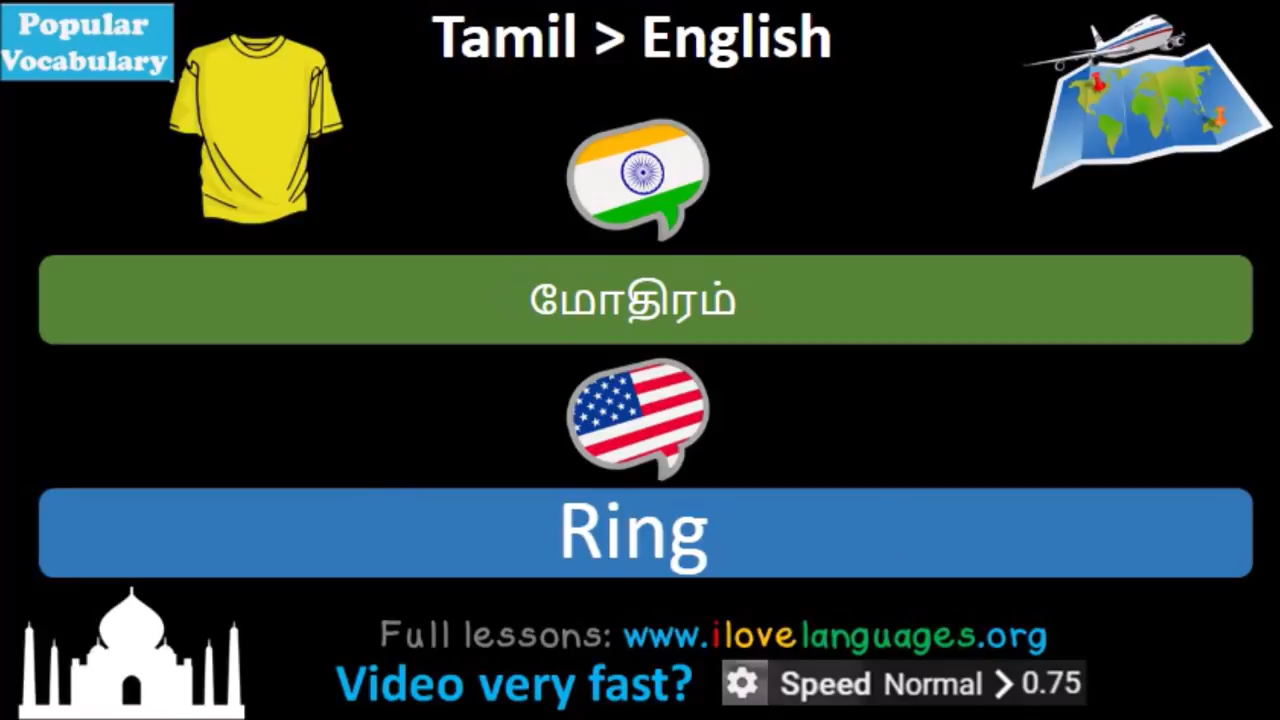 Popular
Vocabulary
Tamil > English
மோதிரம்
Ring
Full lessons: www.ilovelanguages.org
Video very fast? Speed Normal > 0.75